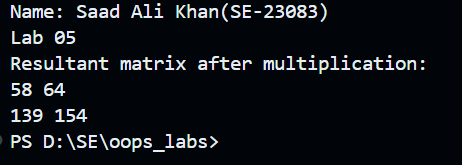 Name: Saad Ali Khan(SE-23083)
Lab 05
Resultant matrix after multiplication:
58 64
139 154
PS D:\SE\oops_labs>